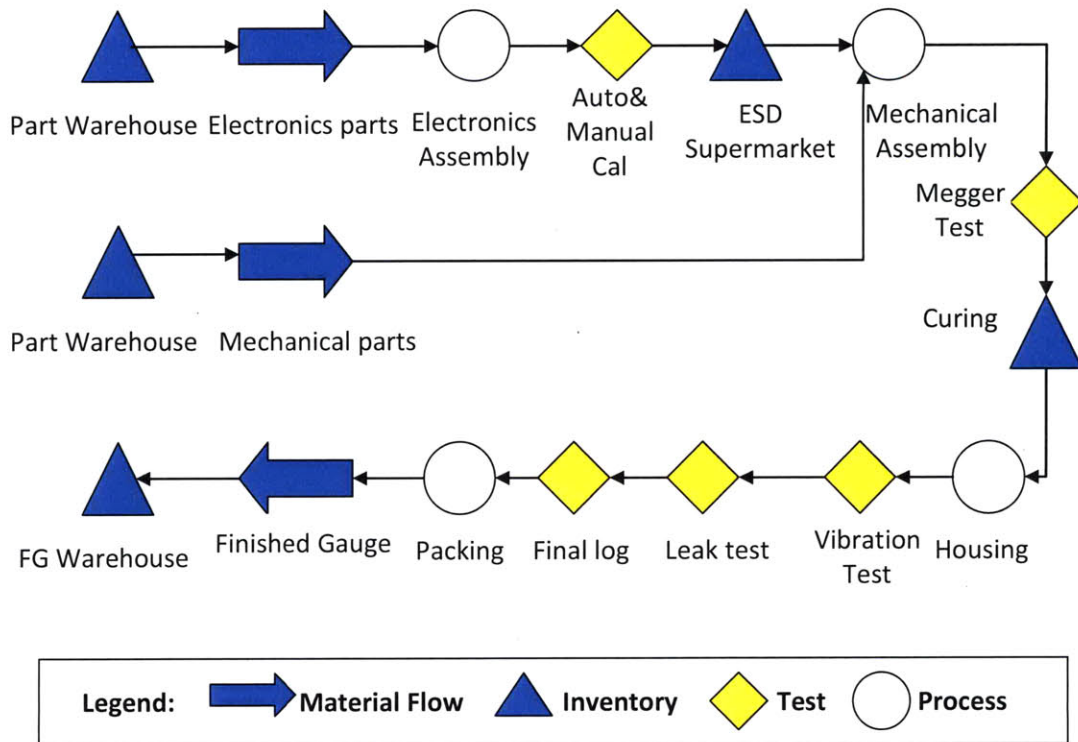 Part Warehouse
Electronics parts
Electronics
Assembly
Auto&
Manual
Cal
ESD
Supermarket
Mechanical
Assembly
Megger
Test
Part Warehouse
Mechanical parts
Curing
FG Warehouse
Finished Gauge
Packing
Final log
Leak test
Vibration
Test
Housing
Legend: Material Flow Inventory Test Process